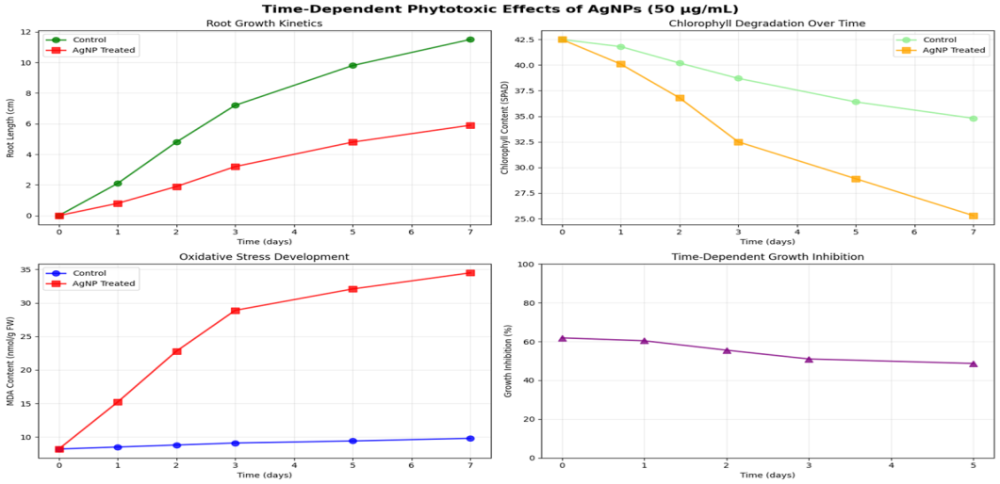 Time-Dependent Phytotoxic Effects of AgNPs (50 µg/mL)
Root Growth Kinetics
Root Length (cm)
12
10
8
6
4
2
0
Control
AgNP Treated
0 1 2 3 4 5 6 7
Time (days)
Chlorophyll Degradation Over Time
Chlorophyll Content (SPAD)
42.5
40.0
37.5
35.0
32.5
30.0
27.5
25.0
Control
AgNP Treated
0 1 2 3 4 5 6 7
Time (days)
Oxidative Stress Development
MDA Content (nmol/g FW)
35
30
25
20
15
10
Control
AgNP Treated
0 1 2 3 4 5 6 7
Time (days)
Time-Dependent Growth Inhibition
Growth Inhibition (%)
100
80
60
40
20
0
0 1 2 3 4 5
Time (days)